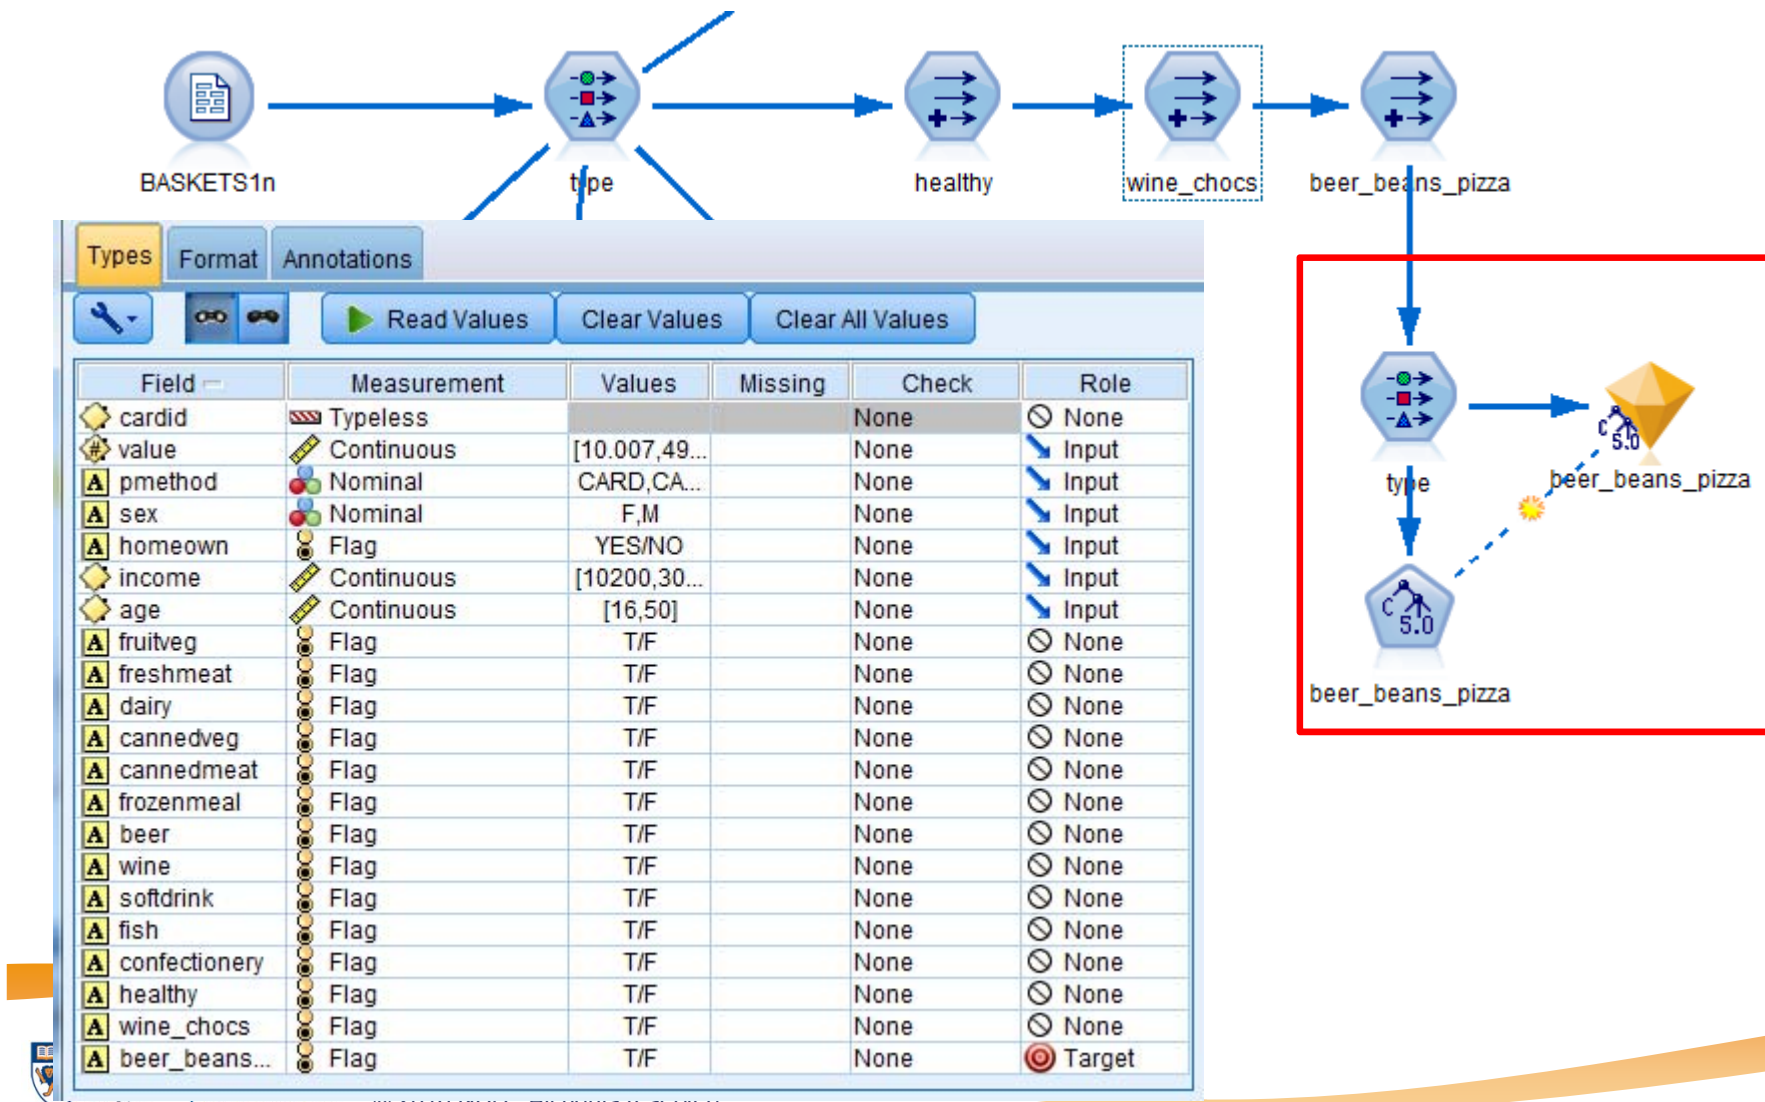 BASKETS1n
type
healthy
wine_chocs
beer_beans_pizza
Types Format Annotations
Read Values Clear Values Clear All Values
Field Measurement Values Missing Check Role
cardid Typeless None None
# value Continuous [10.007,49... None Input
A pmethod Nominal CARD,CA... None Input
A sex Nominal F,M None Input
A homeown Flag YES/NO None Input
income Continuous [10200,30... None Input
age Continuous [16,50] None Input
A fruitveg Flag T/F None None
A freshmeat Flag T/F None None
A dairy Flag T/F None None
A cannedveg Flag T/F None None
A cannedmeat Flag T/F None None
A frozenmeal Flag T/F None None
A beer Flag T/F None None
A wine Flag T/F None None
A softdrink Flag T/F None None
A fish Flag T/F None None
A confectionery Flag T/F None None
A healthy Flag T/F None None
A wine_chocs Flag T/F None None
A beer_beans... Flag T/F None Target
type
C 5.0
beer_beans_pizza
C 5.0
beer_beans_pizza